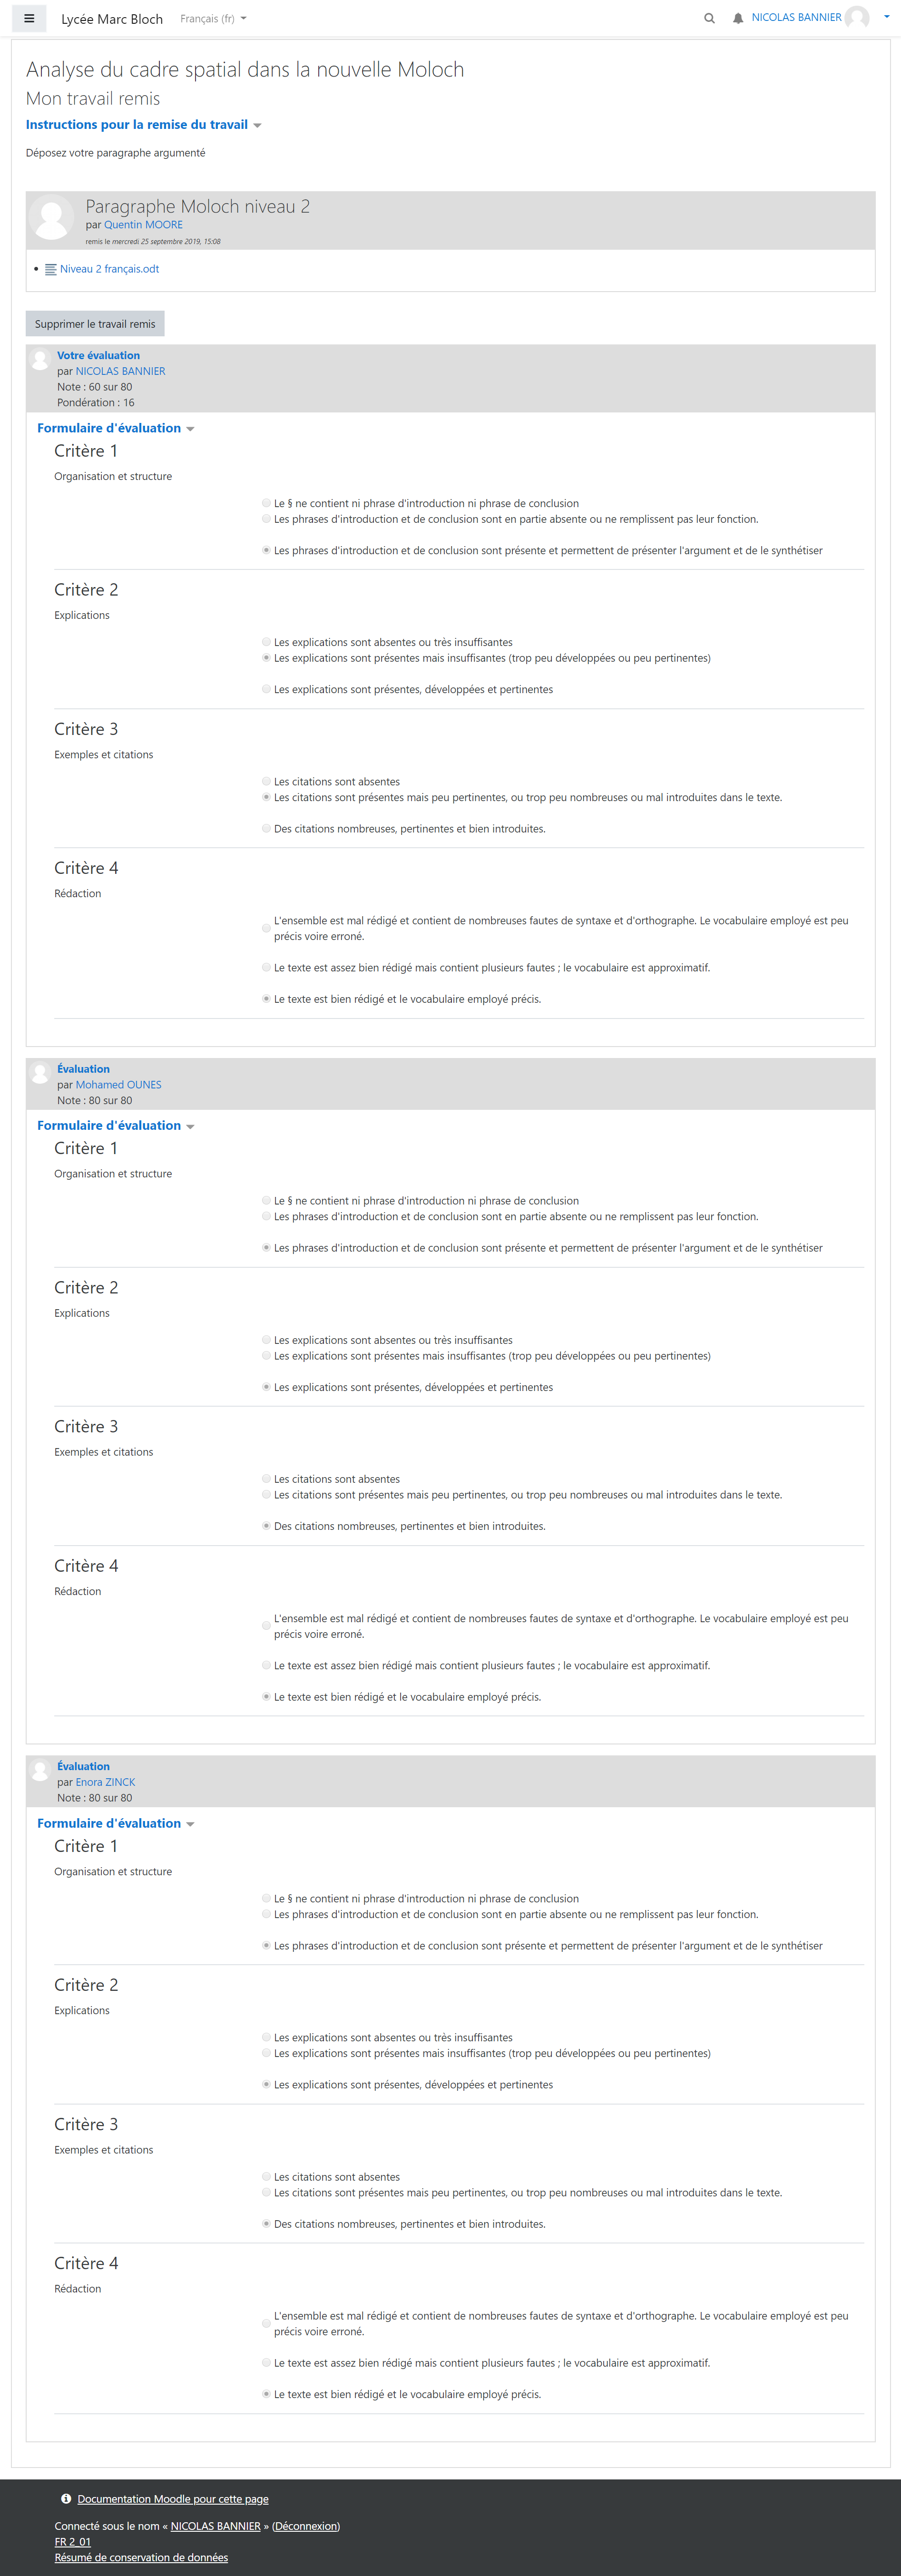 Lycée Marc Bloch Français (fr) NICOLAS BANNIER
Analyse du cadre spatial dans la nouvelle Moloch
Mon travail remis
Instructions pour la remise du travail
Déposez votre paragraphe argumenté
Paragraphe Moloch niveau 2
par Quentin MOORE
remis le mercredi 25 septembre 2019, 15:08
Niveau 2 français.odt
Supprimer le travail remis
Votre évaluation
par NICOLAS BANNIER
Note : 60 sur 80
Pondération : 16
Formulaire d'évaluation
Critère 1
Organisation et structure
Le § ne contient ni phrase d'introduction ni phrase de conclusion
Les phrases d'introduction et de conclusion sont en partie absente ou ne remplissent pas leur fonction.
Les phrases d'introduction et de conclusion sont présente et permettent de présenter l'argument et de le synthétiser
Critère 2
Explications
Les explications sont absentes ou très insuffisantes
Les explications sont présentes mais insuffisantes (trop peu développées ou peu pertinentes)
Les explications sont présentes, développées et pertinentes
Critère 3
Exemples et citations
Les citations sont absentes
Les citations sont présentes mais peu pertinentes, ou trop peu nombreuses ou mal introduites dans le texte.
Des citations nombreuses, pertinentes et bien introduites.
Critère 4
Rédaction
L'ensemble est mal rédigé et contient de nombreuses fautes de syntaxe et d'orthographe. Le vocabulaire employé est peu
précis voire erroné.
Le texte est assez bien rédigé mais contient plusieurs fautes ; le vocabulaire est approximatif.
Le texte est bien rédigé et le vocabulaire employé précis.
Évaluation
par Mohamed OUNES
Note : 80 sur 80
Formulaire d'évaluation
Critère 1
Organisation et structure
Le § ne contient ni phrase d'introduction ni phrase de conclusion
Les phrases d'introduction et de conclusion sont en partie absente ou ne remplissent pas leur fonction.
Les phrases d'introduction et de conclusion sont présente et permettent de présenter l'argument et de le synthétiser
Critère 2
Explications
Les explications sont absentes ou très insuffisantes
Les explications sont présentes mais insuffisantes (trop peu développées ou peu pertinentes)
Les explications sont présentes, développées et pertinentes
Critère 3
Exemples et citations
Les citations sont absentes
Les citations sont présentes mais peu pertinentes, ou trop peu nombreuses ou mal introduites dans le texte.
Des citations nombreuses, pertinentes et bien introduites.
Critère 4
Rédaction
L'ensemble est mal rédigé et contient de nombreuses fautes de syntaxe et d'orthographe. Le vocabulaire employé est peu
précis voire erroné.
Le texte est assez bien rédigé mais contient plusieurs fautes ; le vocabulaire est approximatif.
Le texte est bien rédigé et le vocabulaire employé précis.
Évaluation
par Enora ZINCK
Note : 80 sur 80
Formulaire d'évaluation
Critère 1
Organisation et structure
Le § ne contient ni phrase d'introduction ni phrase de conclusion
Les phrases d'introduction et de conclusion sont en partie absente ou ne remplissent pas leur fonction.
Les phrases d'introduction et de conclusion sont présente et permettent de présenter l'argument et de le synthétiser
Critère 2
Explications
Les explications sont absentes ou très insuffisantes
Les explications sont présentes mais insuffisantes (trop peu développées ou peu pertinentes)
Les explications sont présentes, développées et pertinentes
Critère 3
Exemples et citations
Les citations sont absentes
Les citations sont présentes mais peu pertinentes, ou trop peu nombreuses ou mal introduites dans le texte.
Des citations nombreuses, pertinentes et bien introduites.
Critère 4
Rédaction
L'ensemble est mal rédigé et contient de nombreuses fautes de syntaxe et d'orthographe. Le vocabulaire employé est peu
précis voire erroné.
Le texte est assez bien rédigé mais contient plusieurs fautes ; le vocabulaire est approximatif.
Le texte est bien rédigé et le vocabulaire employé précis.
Documentation Moodle pour cette page
Connecté sous le nom « NICOLAS BANNIER » (Déconnexion)
FR 2_01
Résumé de conservation de données